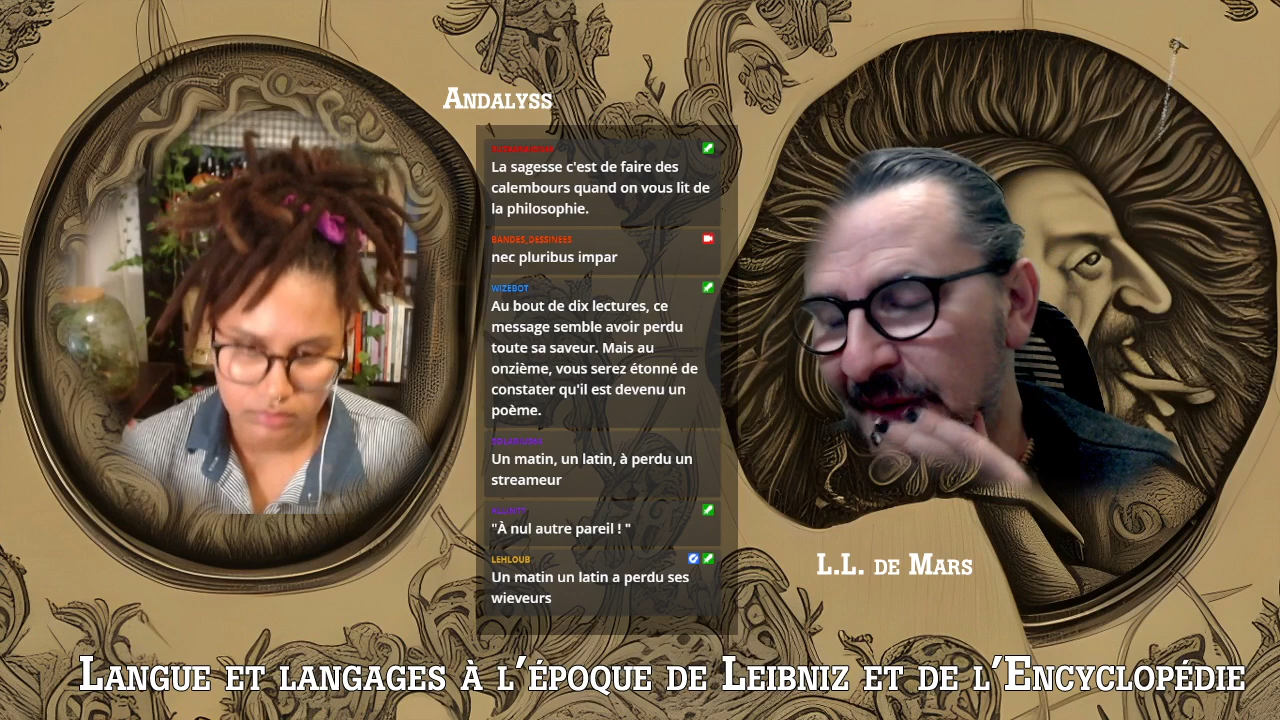 Andalyss
La sagesse c'est de faire des
calembours quand on vous lit de
la philosophie.
BANDES_DESSINEES
nec pluribus impar
WIZEBOT
Au bout de dix lectures, ce
message semble avoir perdu
toute sa saveur. Mais au
onzième, vous serez étonné de
constater qu'il est devenu un
poème.
Un matin, un latin, à perdu un
streameur
"À nul autre pareil ! "
LEHLOUB
Un matin un latin a perdu ses
wieveurs
L.L. de Mars
Langue et langages à l'époque de Leibniz et de l'Encyclopédie